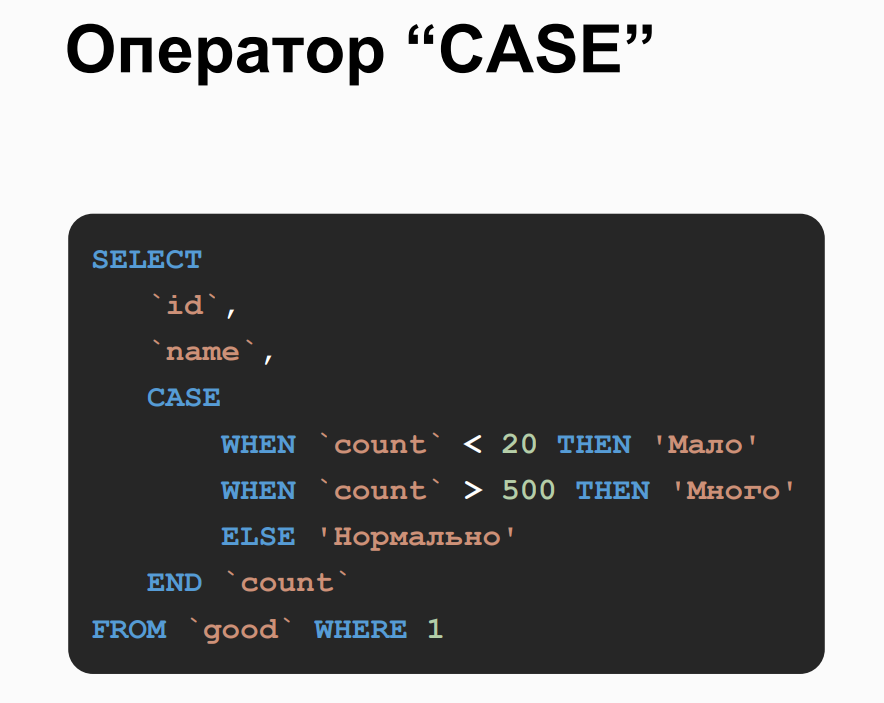 Оператор “CASE”
SELECT
`id`,
`name`,
CASE
WHEN `count` < 20 THEN 'Мало'
WHEN `count` > 500 THEN 'Много'
ELSE 'Нормально'
END `count`
FROM `good` WHERE 1